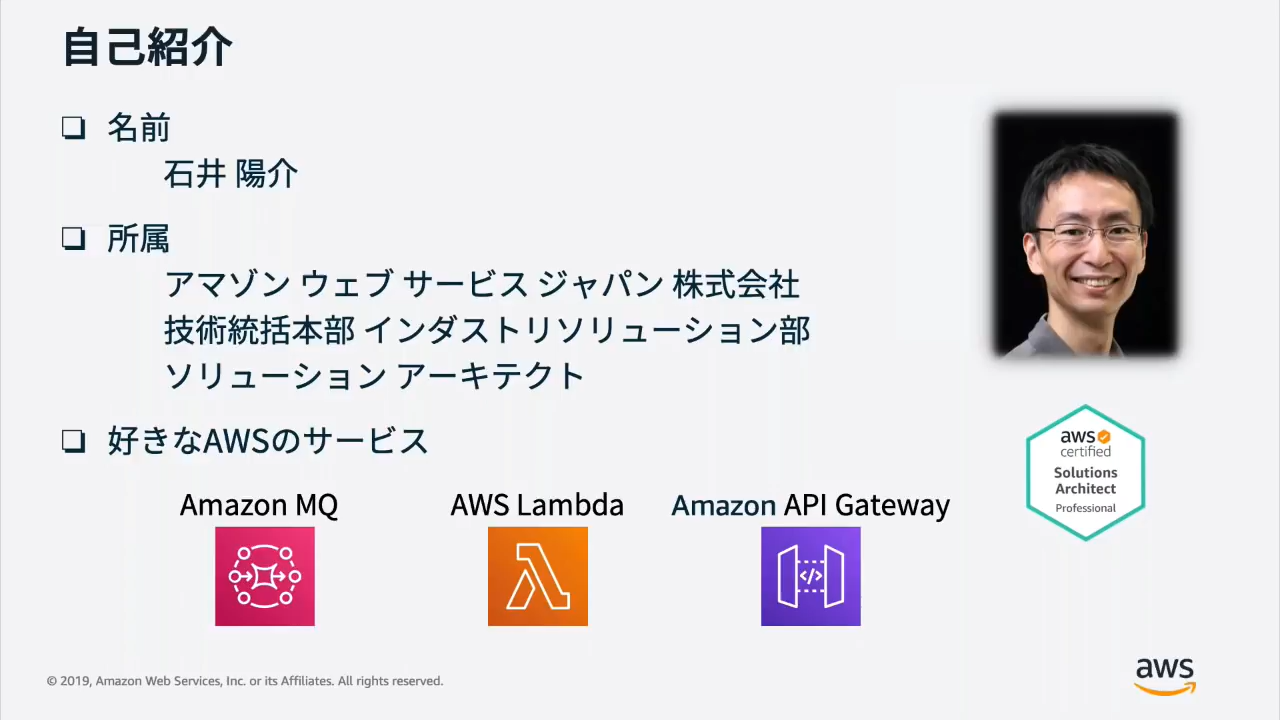 自己紹介
❏ 名前
石井 陽介
❏ 所属
アマゾン ウェブ サービス ジャパン 株式会社
技術統括本部 インダストリソリューション部
ソリューション アーキテクト
❏ 好きなAWSのサービス
Amazon MQ
AWS Lambda
Amazon API Gateway
</>
aws
certified
Solutions
Architect
Professional
© 2019, Amazon Web Services, Inc. or its Affiliates. All rights reserved.
aws